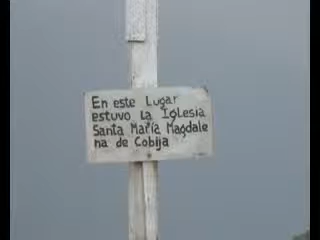 En este Lugar
estuvo La Iglesia
Santa María Magdale
na de Cobija